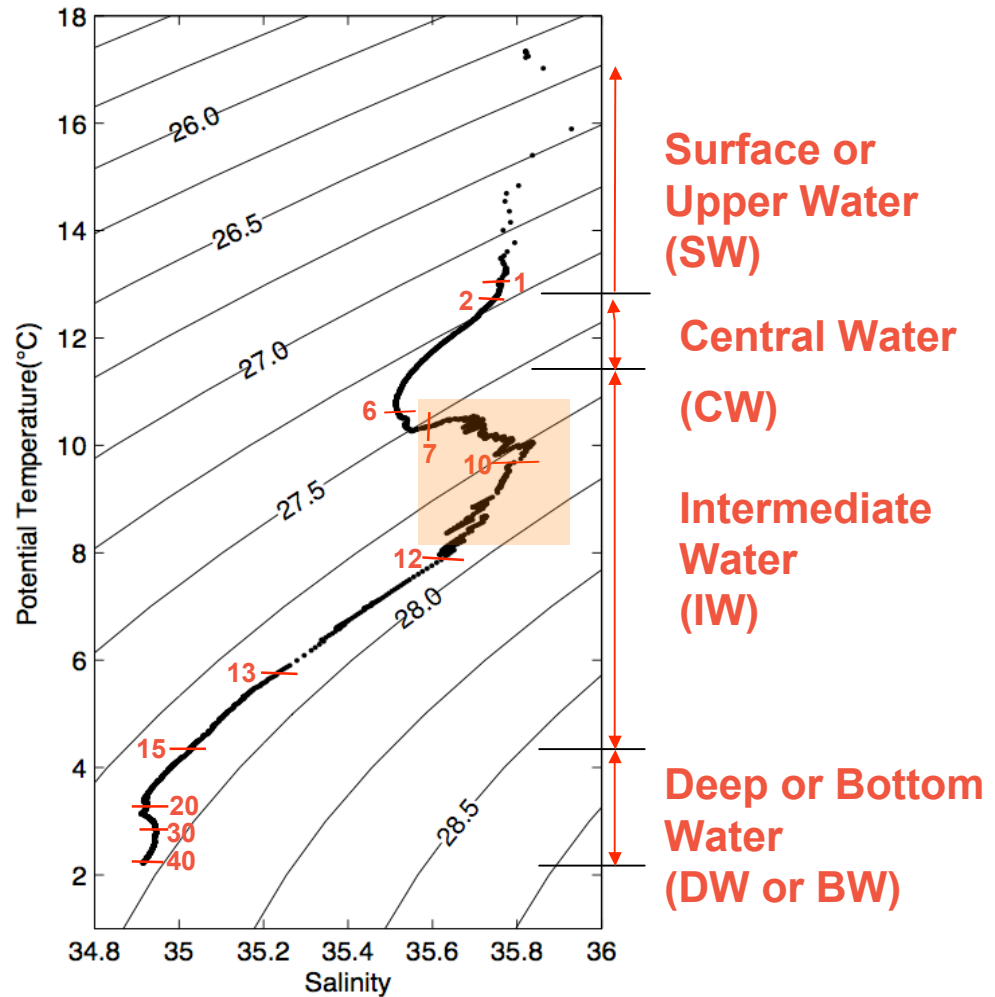 18
16
14
12
10
8
6
4
2
34.8
35
35.2
35.4
35.6
35.8
36
Potential Temperature(°C)
Salinity
26.0
26.5
27.0
27.5
28.0
28.5
1
2
6
7
10
12
13
15
20
30
40
Surface or
Upper Water
(SW)
Central Water
(CW)
Intermediate
Water
(IW)
Deep or Bottom
Water
(DW or BW)